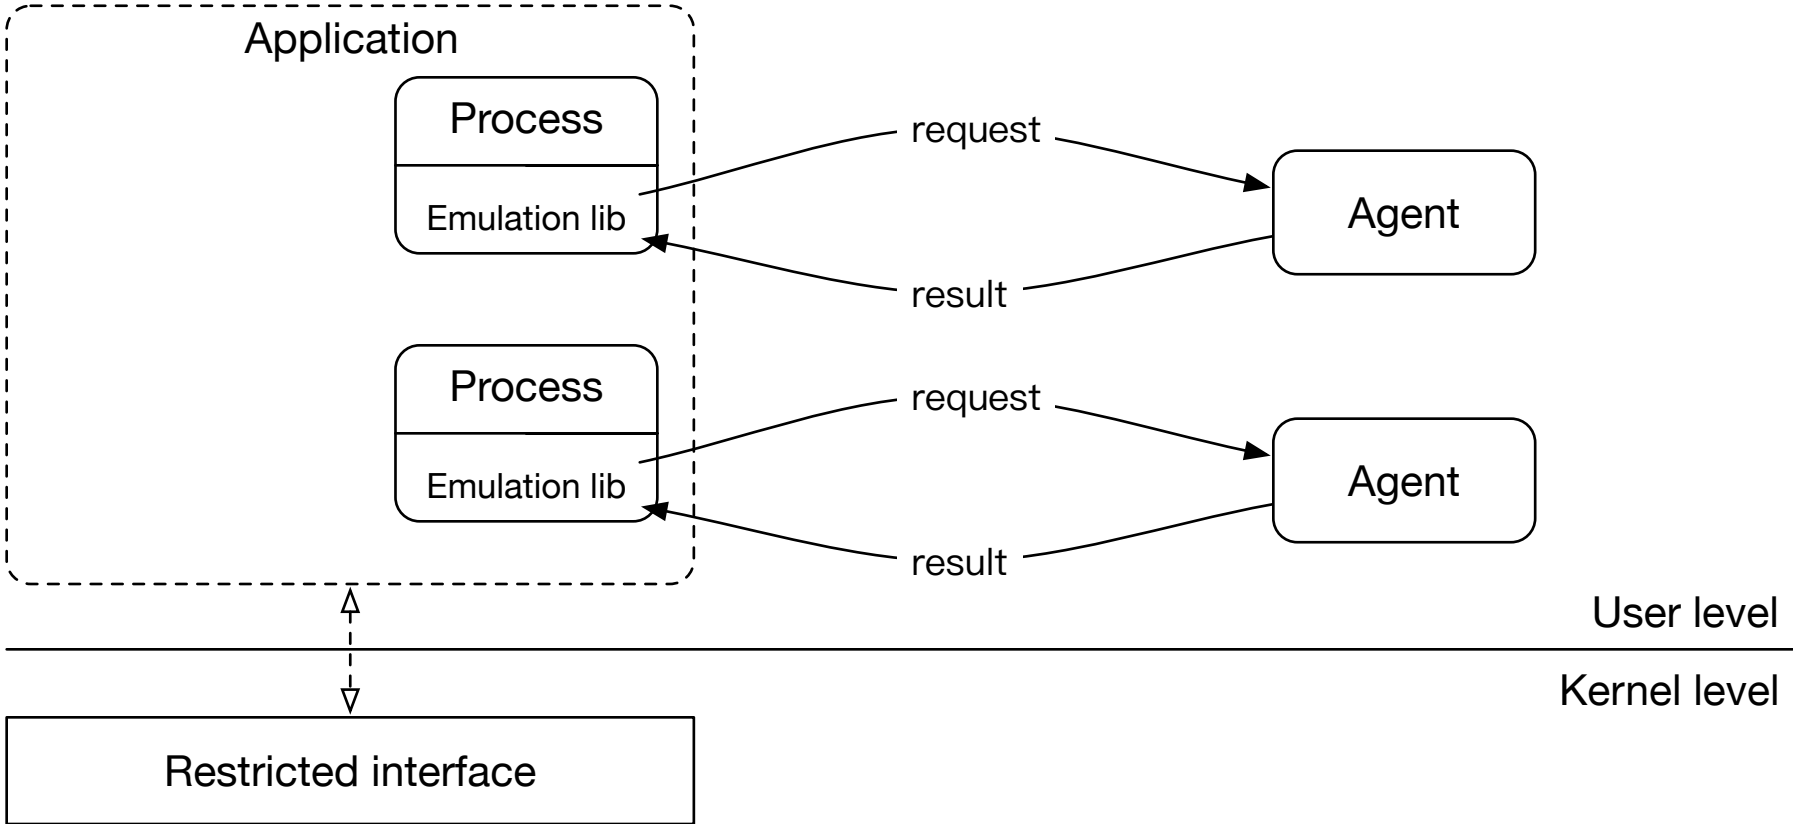 Application
Process
Emulation lib
request
result
Agent
Process
Emulation lib
request
result
Agent
User level
Kernel level
Restricted interface